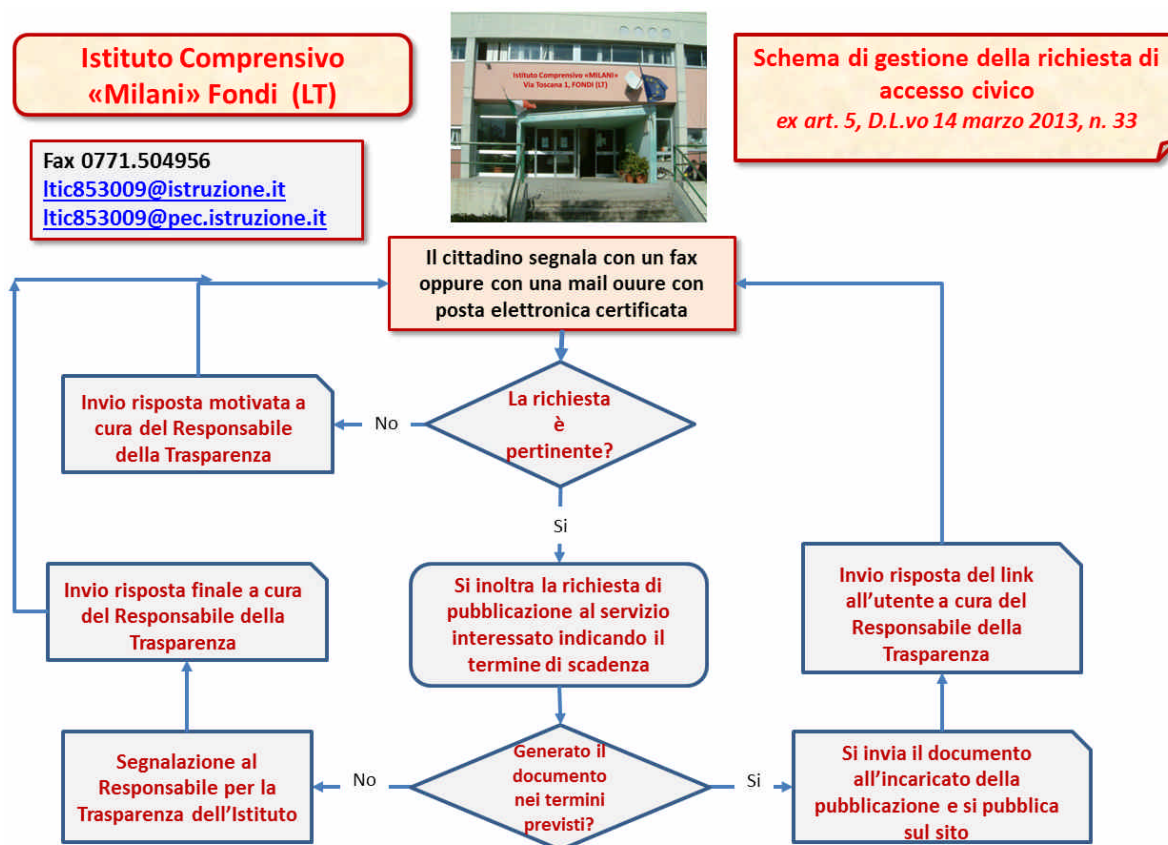 Istituto Comprensivo
«Milani» Fondi (LT)
Istituto Comprensivo «MILANI»
Via Toscena 1, FONDI (LT)
Schema di gestione della richiesta di
accesso civico
ex art. 5, D.L.vo 14 marzo 2013, n. 33
Fax 0771.504956
ltic853009@istruzione.it
ltic853009@pec.istruzione.it
Il cittadino segnala con un fax
oppure con una mail ouure con
posta elettronica certificata
Invio risposta motivata a
cura del Responsabile
della Trasparenza
No
La richiesta
è
pertinente?
Si
Invio risposta finale a cura
del Responsabile della
Trasparenza
Si inoltra la richiesta di
pubblicazione al servizio
interessato indicando il
termine di scadenza
Invio risposta del link
all'utente a cura del
Responsabile della
Trasparenza
Segnalazione al
Responsabile per la
Trasparenza dell'Istituto
No
Generato il
documento
nei termini
previsti?
Si
Si invia il documento
all'incaricato della
pubblicazione e si pubblica
sul sito